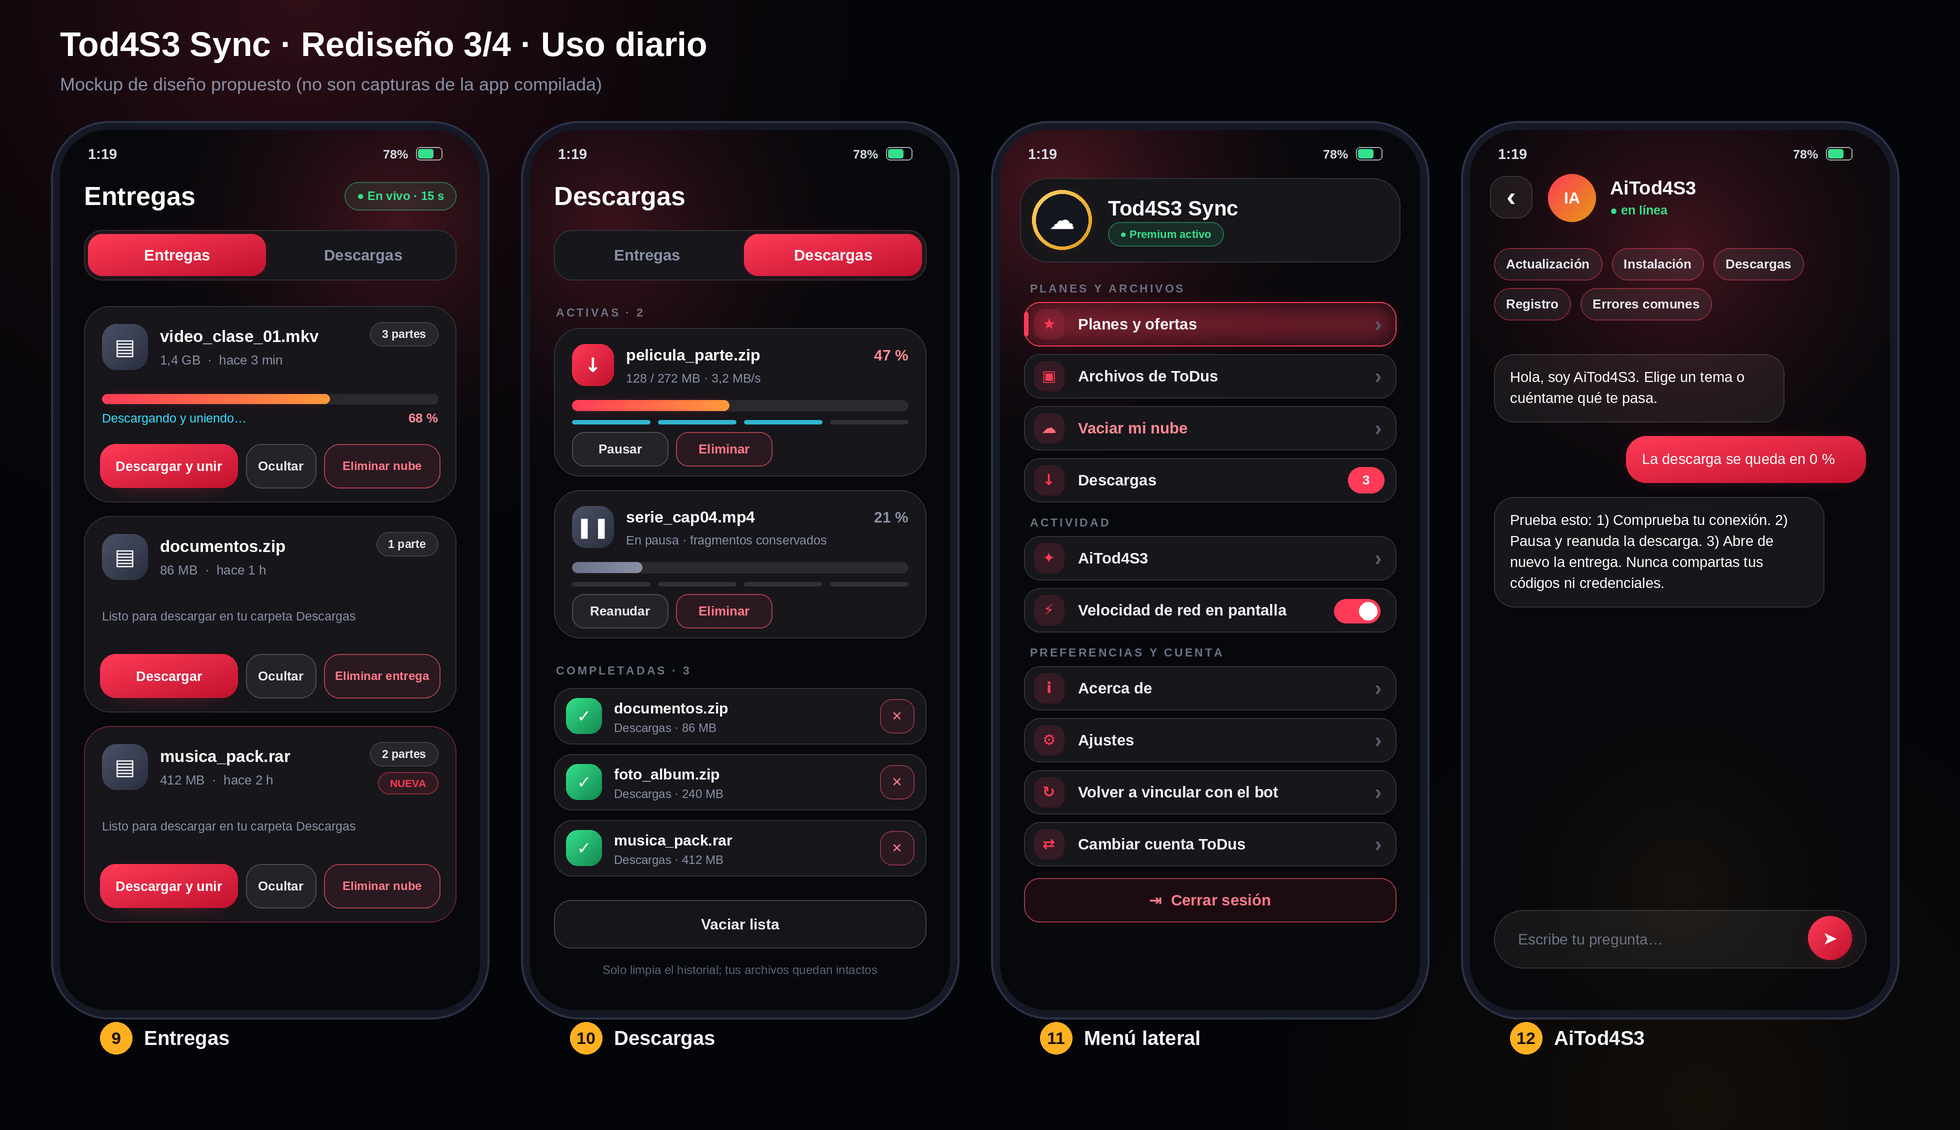 Tod4S3 Sync · Rediseño 3/4 · Uso diario
Mockup de diseño propuesto (no son capturas de la app compilada)
1:19
78%
Entregas
● En vivo · 15 s
Entregas
Descargas
video_clase_01.mkv
3 partes
1,4 GB · hace 3 min
Descargando y uniendo…
68 %
Descargar y unir
Ocultar
Eliminar nube
documentos.zip
1 parte
86 MB · hace 1 h
Listo para descargar en tu carpeta Descargas
Descargar
Ocultar
Eliminar entrega
musica_pack.rar
2 partes
412 MB · hace 2 h
NUEVA
Listo para descargar en tu carpeta Descargas
Descargar y unir
Ocultar
Eliminar nube
9
Entregas
1:19
78%
Descargas
Entregas
Descargas
ACTIVAS · 2
pelicula_parte.zip
47 %
128 / 272 MB · 3,2 MB/s
Pausar
Eliminar
serie_cap04.mp4
21 %
En pausa · fragmentos conservados
Reanudar
Eliminar
COMPLETADAS · 3
documentos.zip
Descargas · 86 MB
foto_album.zip
Descargas · 240 MB
musica_pack.rar
Descargas · 412 MB
Vaciar lista
Solo limpia el historial; tus archivos quedan intactos
10
Descargas
1:19
78%
Tod4S3 Sync
● Premium activo
PLANES Y ARCHIVOS
Planes y ofertas
Archivos de ToDus
Vaciar mi nube
Descargas
3
ACTIVIDAD
AiTod4S3
Velocidad de red en pantalla
PREFERENCIAS Y CUENTA
Acerca de
Ajustes
Volver a vincular con el bot
Cambiar cuenta ToDus
Cerrar sesión
11
Menú lateral
1:19
78%
IA
AiTod4S3
● en línea
Actualización
Instalación
Descargas
Registro
Errores comunes
Hola, soy AiTod4S3. Elige un tema o
cuéntame qué te pasa.
La descarga se queda en 0 %
Prueba esto: 1) Comprueba tu conexión. 2)
Pausa y reanuda la descarga. 3) Abre de
nuevo la entrega. Nunca compartas tus
códigos ni credenciales.
Escribe tu pregunta…
12
AiTod4S3